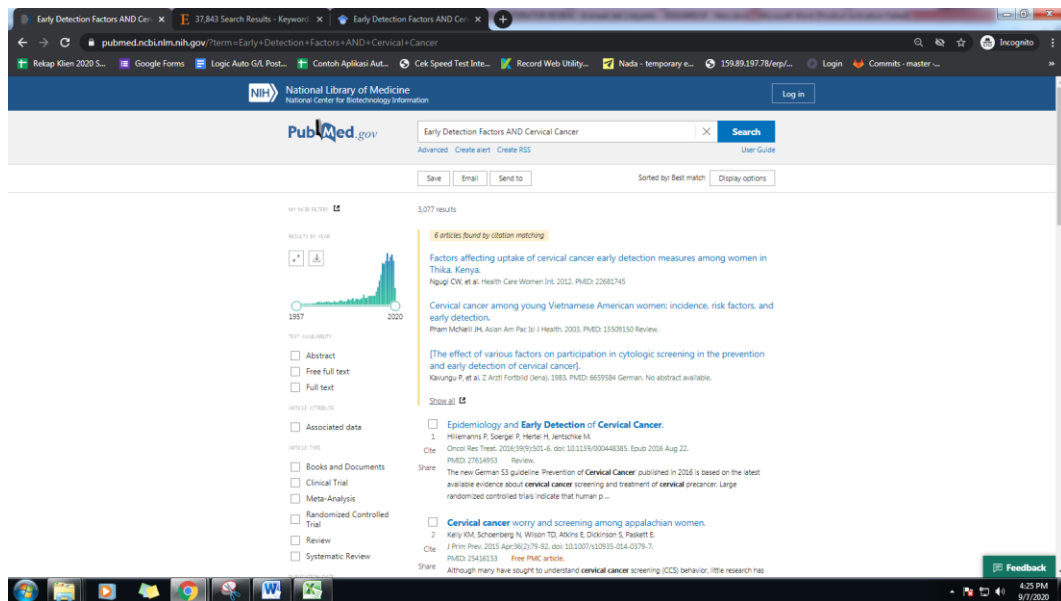 Early Detection Factors AND Cerv
37,843 Search Results - Keyword
Early Detection Factors AND Cerv
pubmed.ncbi.nlm.nih.gov/?term=Early+Detection+Factors+AND+Cervical+Cancer
Incognito
Rekap Klien 2020 S... Google Forms Logic Auto G/L Post... Contoh Aplikasi Aut... Cek Speed Test Inte... Record Web Utility... Nada - temporary e... 159.89.197.78/erp/... Login Commits - master -... »
NIH National Library of Medicine
National Center for Biotechnology Information
Log in
PubMed.gov
Early Detection Factors AND Cervical Cancer
Search
Advanced Create alert Create RSS User Guide
Save Email Send to Sorted by: Best match Display options
MY NCBI FILTERS 3,077 results
RESULTS BY YEAR
1957 2020
TEXT AVAILABILITY
Abstract
Free full text
Full text
ARTICLE ATTRIBUTE
Associated data
ARTICLE TYPE
Books and Documents
Clinical Trial
Meta-Analysis
Randomized Controlled
Trial
Review
Systematic Review
6 articles found by citation matching
Factors affecting uptake of cervical cancer early detection measures among women in
Thika, Kenya.
Ngugi CW, et al. Health Care Women Int. 2012. PMID: 22681745
Cervical cancer among young Vietnamese American women: incidence, risk factors, and
early detection.
Pham McNeill JH. Asian Am Pac Isl J Health. 2003. PMID: 15509150 Review.
[The effect of various factors on participation in cytologic screening in the prevention
and early detection of cervical cancer].
Kavungu P, et al. Z Arztl Fortbild (Jena). 1983. PMID: 6659584 German. No abstract available.
Show all
Epidemiology and Early Detection of Cervical Cancer.
1 Hillemanns P, Soergel P, Hertel H, Jentschke M.
Cite Oncol Res Treat. 2016;39(9):501-6. doi: 10.1159/000448385. Epub 2016 Aug 22.
PMID: 27614953 Review.
Share The new German S3 guideline 'Prevention of Cervical Cancer' published in 2016 is based on the latest
available evidence about cervical cancer screening and treatment of cervical precancer. Large
randomized controlled trials indicate that human p ...
Cervical cancer worry and screening among appalachian women.
2 Kelly KM, Schoenberg N, Wilson TD, Atkins E, Dickinson S, Paskett E.
Cite J Prim Prev. 2015 Apr;36(2):79-92. doi: 10.1007/s10935-014-0379-7.
PMID: 25416153 Free PMC article.
Share Although many have sought to understand cervical cancer screening (CCS) behavior, little research has
Feedback
4:25 PM
9/7/2020